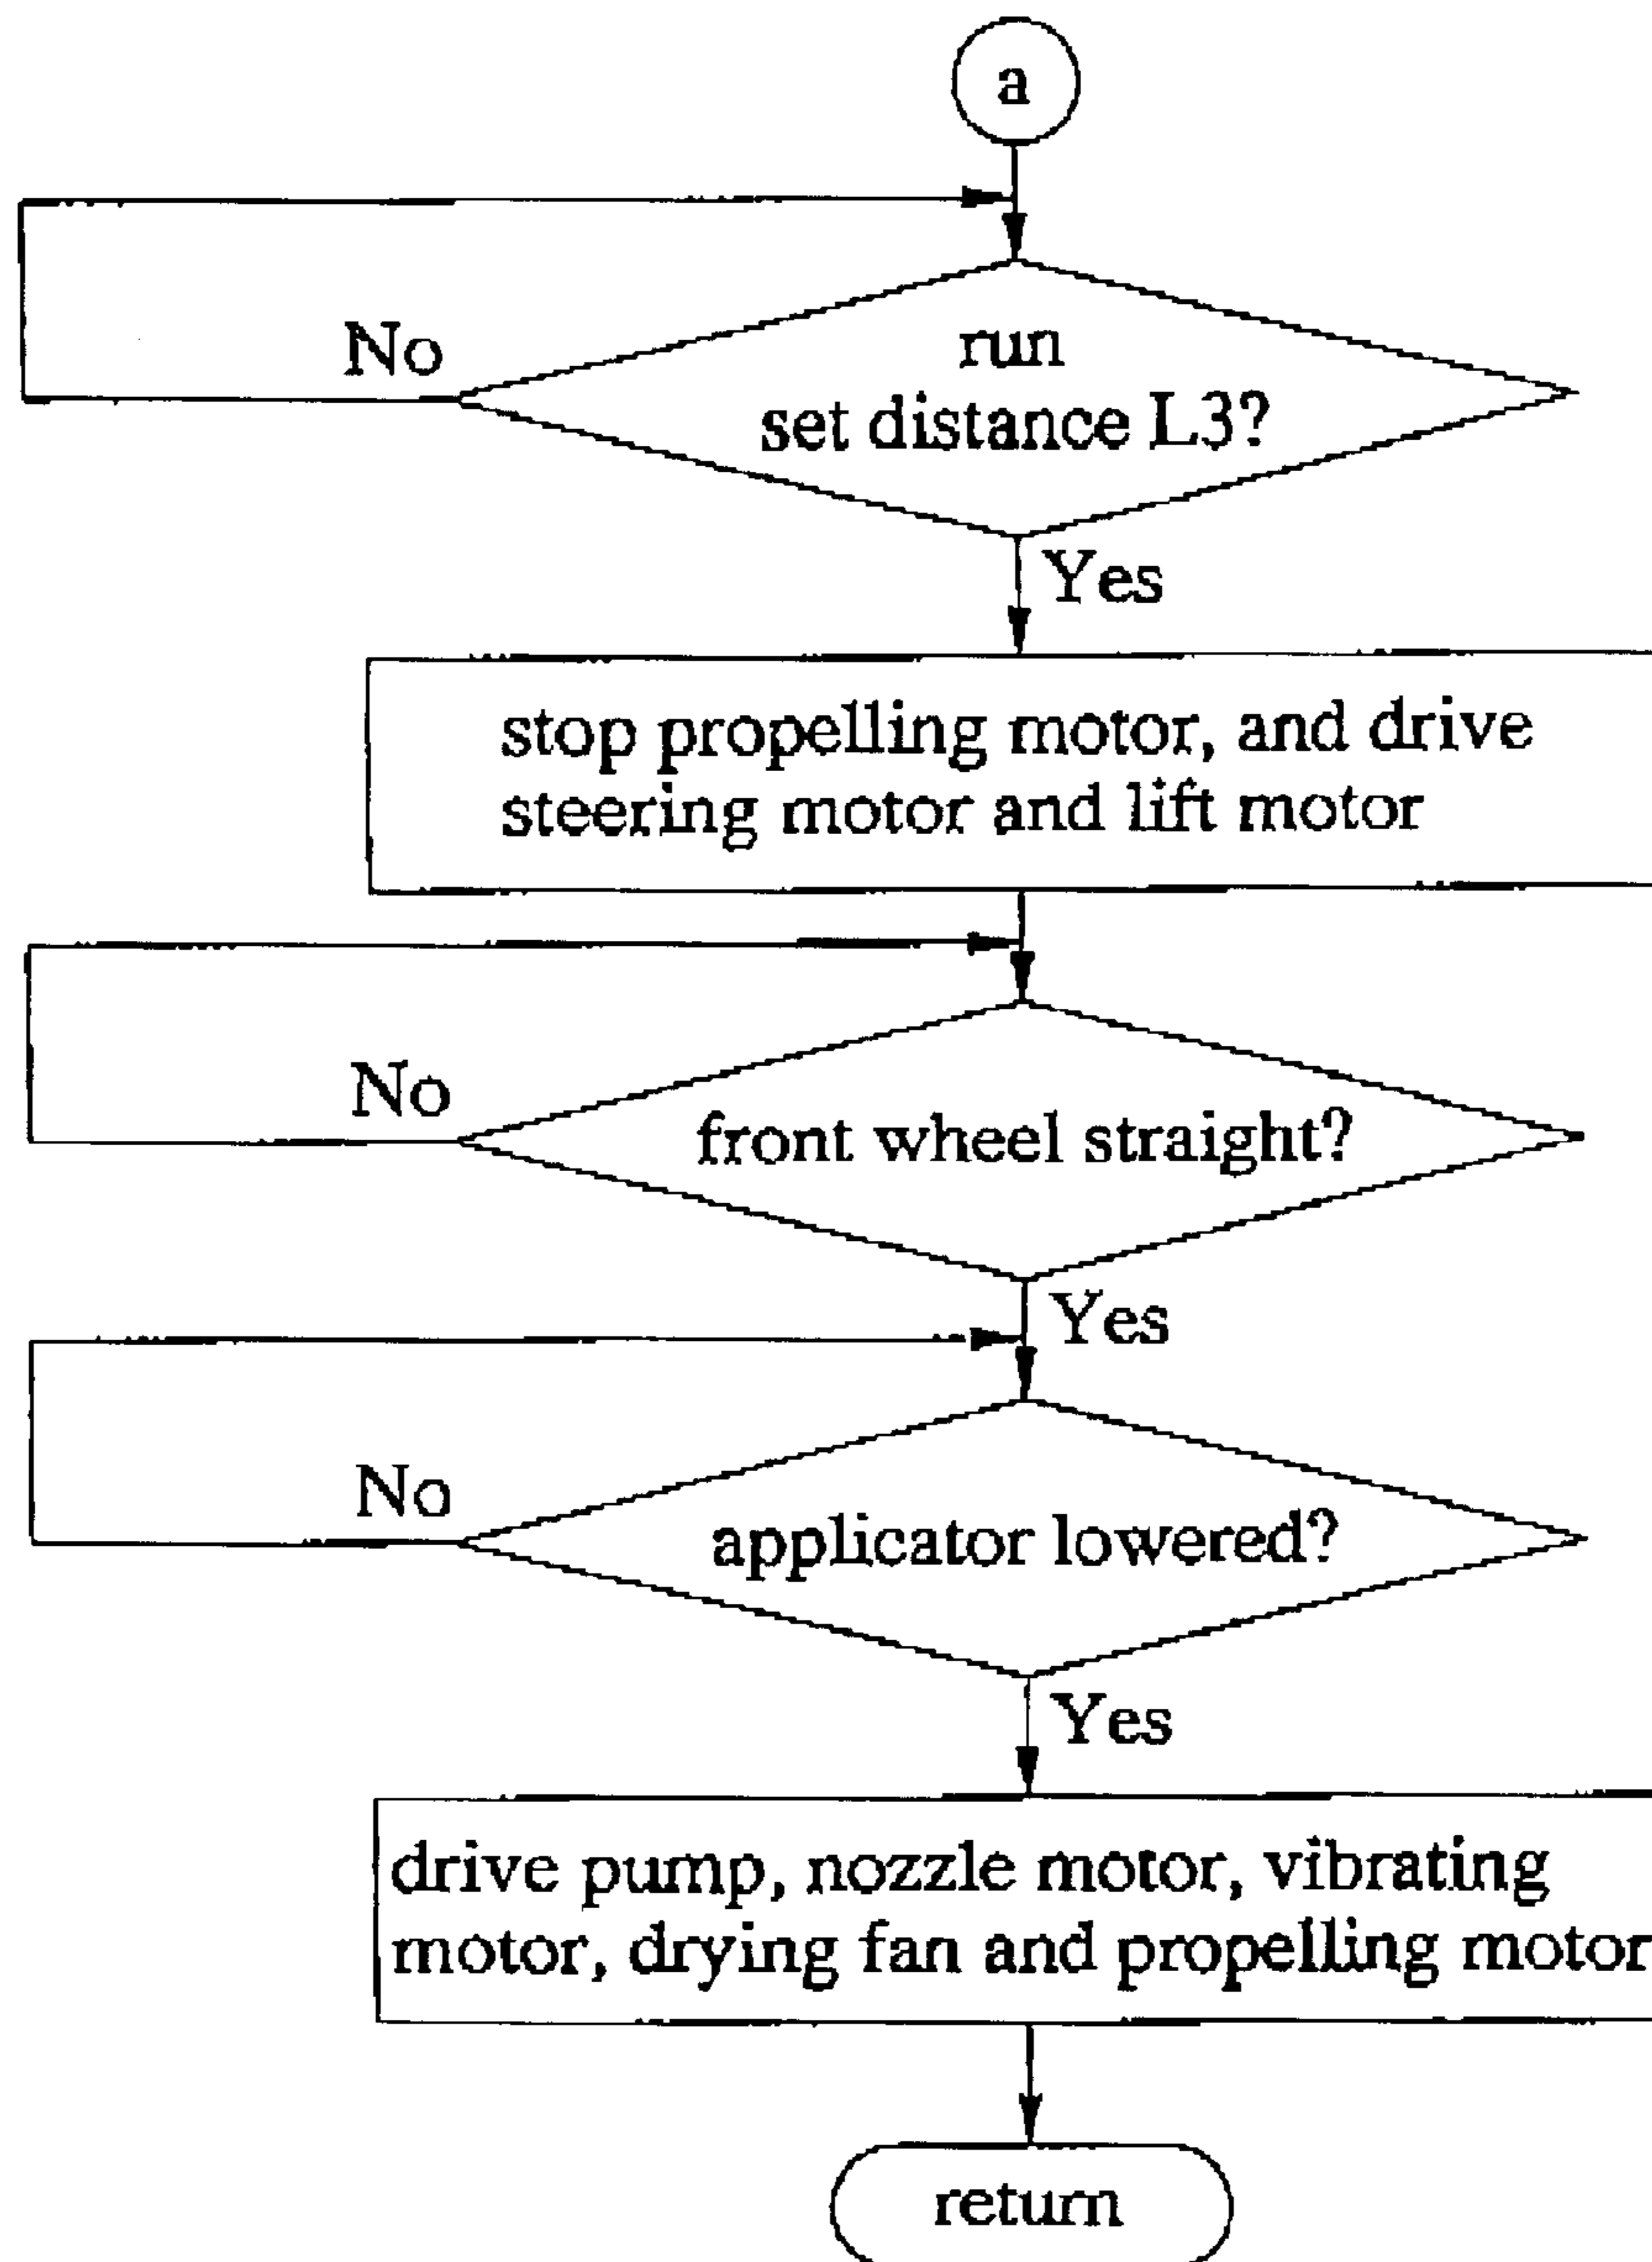 a
run
set distance L3?
No
Yes
stop propelling motor, and drive
steering motor and lift motor
No
front wheel straight?
Yes
No
applicator lowered?
Yes
drive pump, nozzle motor, vibrating
motor, drying fan and propelling motor
return